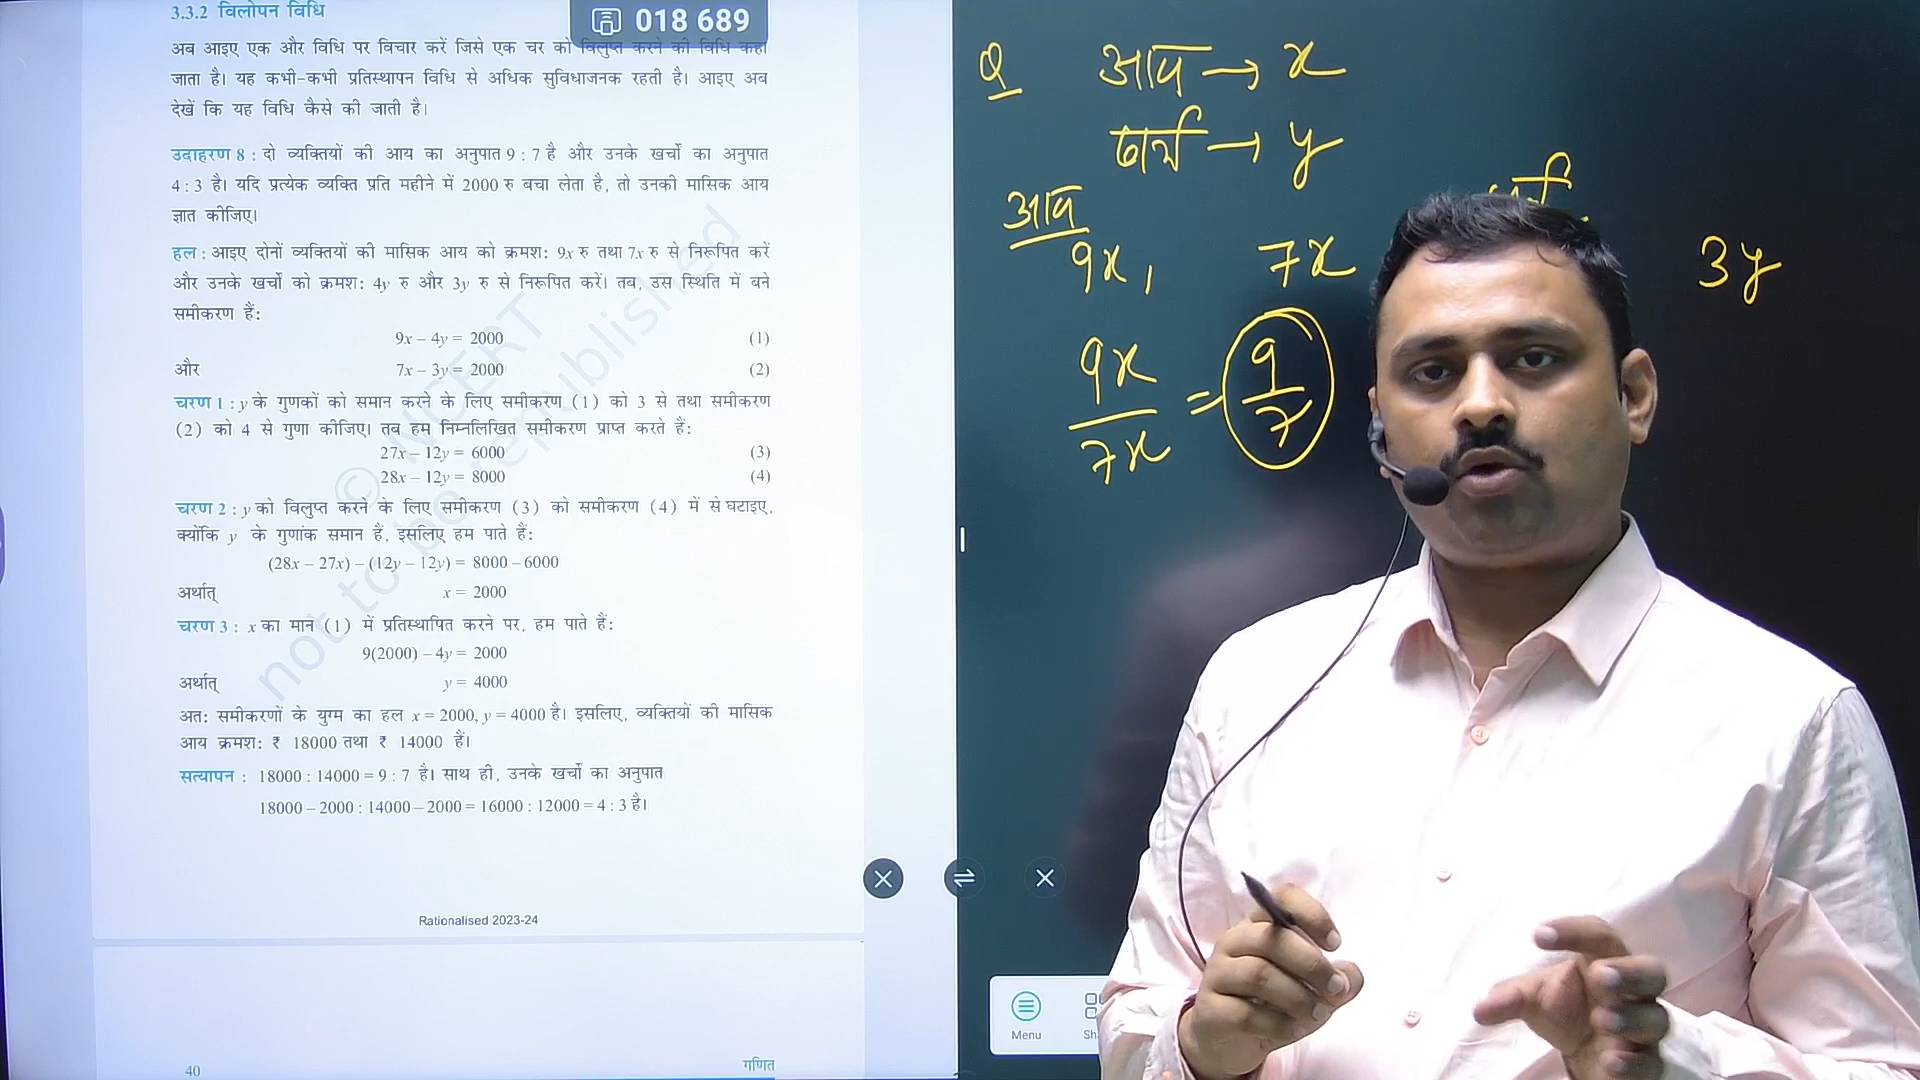 3.3.2 विलोपन विधि
018 689
अब आइए एक और विधि पर विचार करें जिसे एक चर को विलुप्त करने की विधि कहा
जाता है। यह कभी-कभी प्रतिस्थापन विधि से अधिक सुविधाजनक रहती है। आइए अब
देखें कि यह विधि कैसे की जाती है।
उदाहरण 8 : दो व्यक्तियों की आय का अनुपात 9 : 7 है और उनके खर्चों का अनुपात
4 : 3 है। यदि प्रत्येक व्यक्ति प्रति महीने में 2000 रु बचा लेता है, तो उनकी मासिक आय
ज्ञात कीजिए।
हल : आइए दोनों व्यक्तियों की मासिक आय को क्रमश: 9x रु तथा 7x रु से निरूपित करें
और उनके खर्चों को क्रमश: 4y रु और 3y रु से निरूपित करें। तब, उस स्थिति में बने
समीकरण हैं:
9x – 4y = 2000 (1)
और 7x – 3y = 2000 (2)
चरण 1 : y के गुणकों को समान करने के लिए समीकरण (1) को 3 से तथा समीकरण
(2) को 4 से गुणा कीजिए। तब हम निम्नलिखित समीकरण प्राप्त करते हैं:
27x – 12y = 6000 (3)
28x – 12y = 8000 (4)
चरण 2 : y को विलुप्त करने के लिए समीकरण (3) को समीकरण (4) में से घटाइए,
क्योंकि y के गुणांक समान हैं, इसलिए हम पाते हैं:
(28x – 27x) – (12y – 12y) = 8000 – 6000
अर्थात् x = 2000
चरण 3 : x का मान (1) में प्रतिस्थापित करने पर, हम पाते हैं:
9(2000) – 4y = 2000
अर्थात् y = 4000
अत: समीकरणों के युग्म का हल x = 2000, y = 4000 है। इसलिए, व्यक्तियों की मासिक
आय क्रमश: ₹ 18000 तथा ₹ 14000 हैं।
सत्यापन : 18000 : 14000 = 9 : 7 है। साथ ही, उनके खर्चों का अनुपात
18000 – 2000 : 14000 – 2000 = 16000 : 12000 = 4 : 3 है।
© NCERT
not to be republished
Rationalised 2023-24
40 गणित
Q आय → x
खर्च → y
आय
9x, 7x 3y
9x/7x = 9/7
Menu